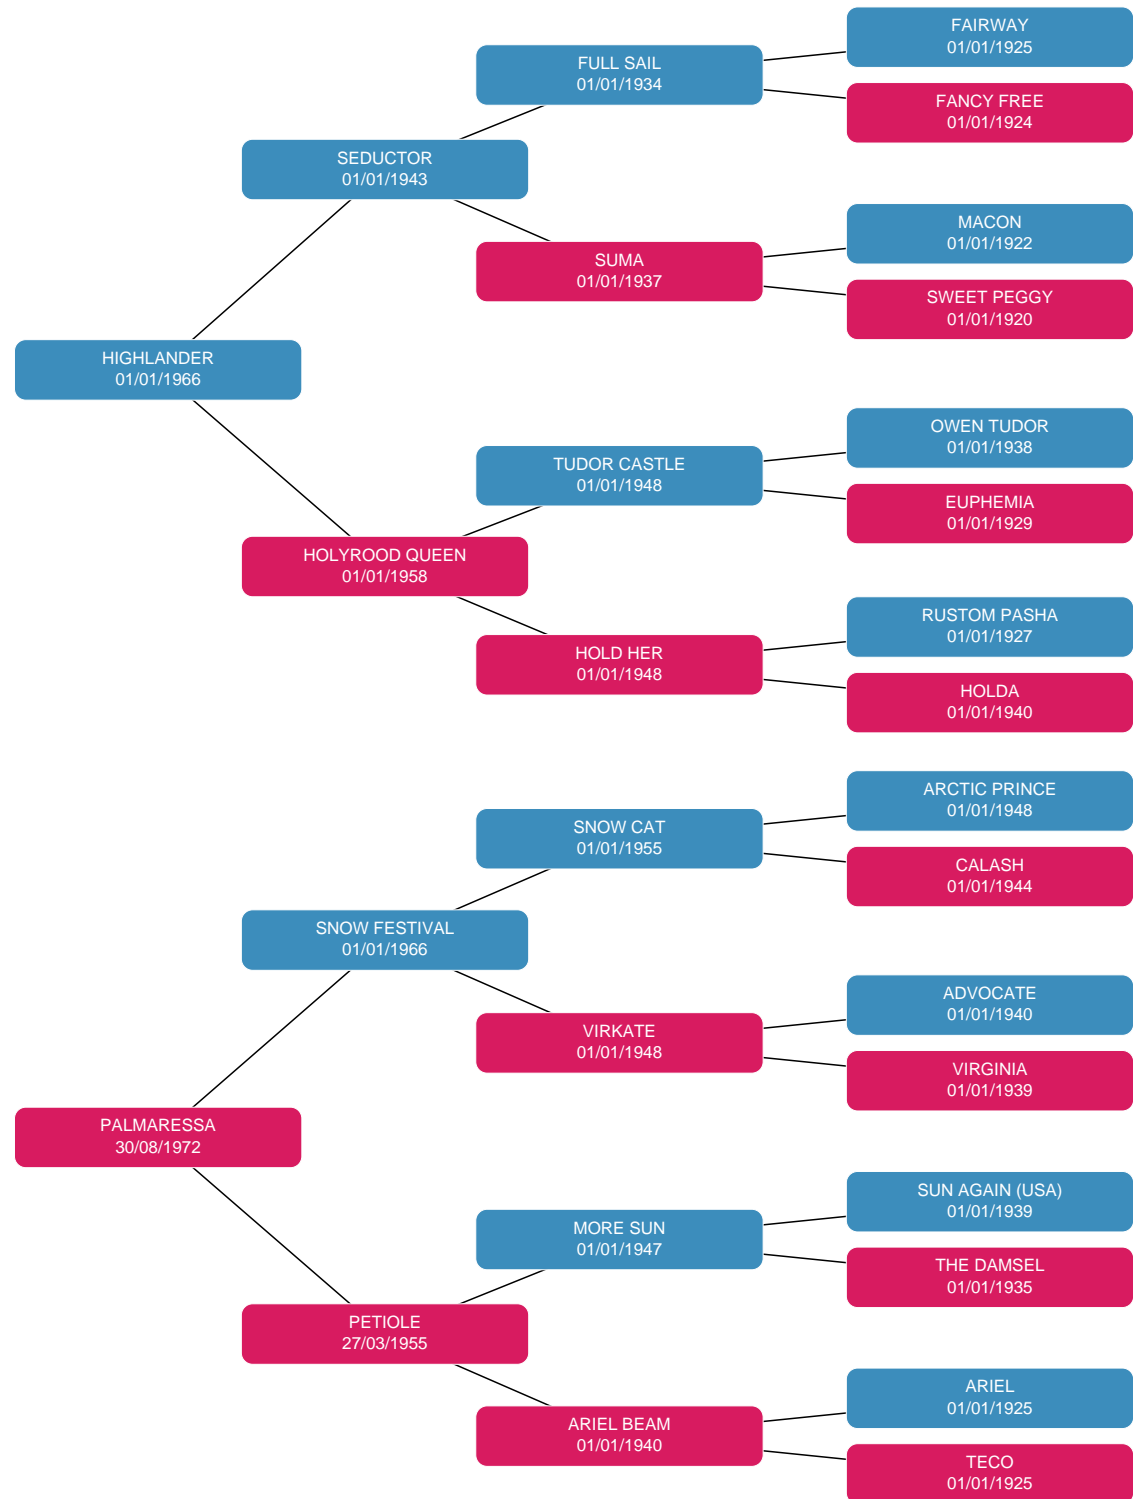 FAIRWAY
01/01/1925
FULL SAIL
01/01/1934
FANCY FREE
01/01/1924
SEDUCTOR
01/01/1943
MACON
01/01/1922
SUMA
01/01/1937
SWEET PEGGY
01/01/1920
HIGHLANDER
01/01/1966
OWEN TUDOR
01/01/1938
TUDOR CASTLE
01/01/1948
EUPHEMIA
01/01/1929
HOLYROOD QUEEN
01/01/1958
RUSTOM PASHA
01/01/1927
HOLD HER
01/01/1948
HOLDA
01/01/1940
ARCTIC PRINCE
01/01/1948
SNOW CAT
01/01/1955
CALASH
01/01/1944
SNOW FESTIVAL
01/01/1966
ADVOCATE
01/01/1940
VIRKATE
01/01/1948
VIRGINIA
01/01/1939
PALMARESSA
30/08/1972
SUN AGAIN (USA)
01/01/1939
MORE SUN
01/01/1947
THE DAMSEL
01/01/1935
PETIOLE
27/03/1955
ARIEL
01/01/1925
ARIEL BEAM
01/01/1940
TECO
01/01/1925